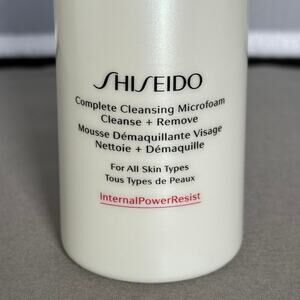 SHISEIDO
Complete Cleansing Microfoam
Cleanse + Remove
Mousse Démaquillante Visage
Nettoie + Démaquille
For All Skin Types
Tous Types de Peaux
InternalPowerResist